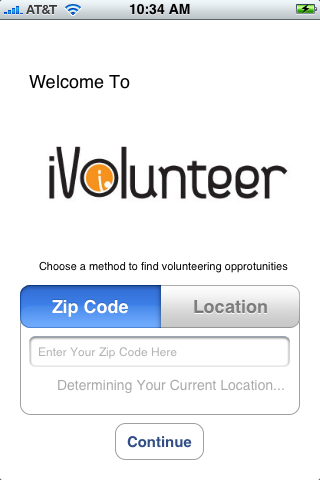 AT&T 10:34 AM
Welcome To
iVolunteer
Choose a method to find volunteering opprotunities
Zip Code Location
Enter Your Zip Code Here
Determining Your Current Location...
Continue